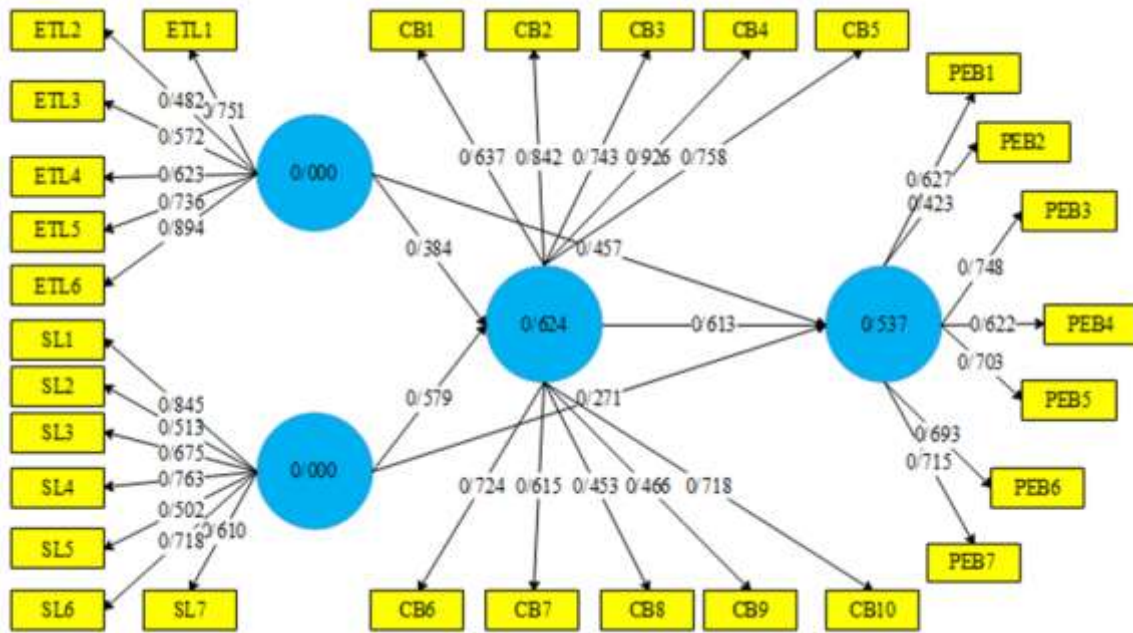 ETL2
ETL1
CB1
CB2
CB3
CB4
CB5
PEB1
ETL3
0/482
0/751
0/572
PEB2
ETL4
0/623
0/000
0/637
0/842
0/743
0/926
0/758
0/627
0/423
ETL5
0/736
PEB3
ETL6
0/894
0/384
0/457
0/748
SL1
0/624
0/613
0/537
0/622
PEB4
0/703
SL2
0/845
0/579
0/271
PEB5
SL3
0/513
0/675
0/693
SL4
0/763
0/000
0/724
0/615
0/453
0/466
0/718
0/715
PEB6
SL5
0/502
0/718
0/610
PEB7
SL6
SL7
CB6
CB7
CB8
CB9
CB10